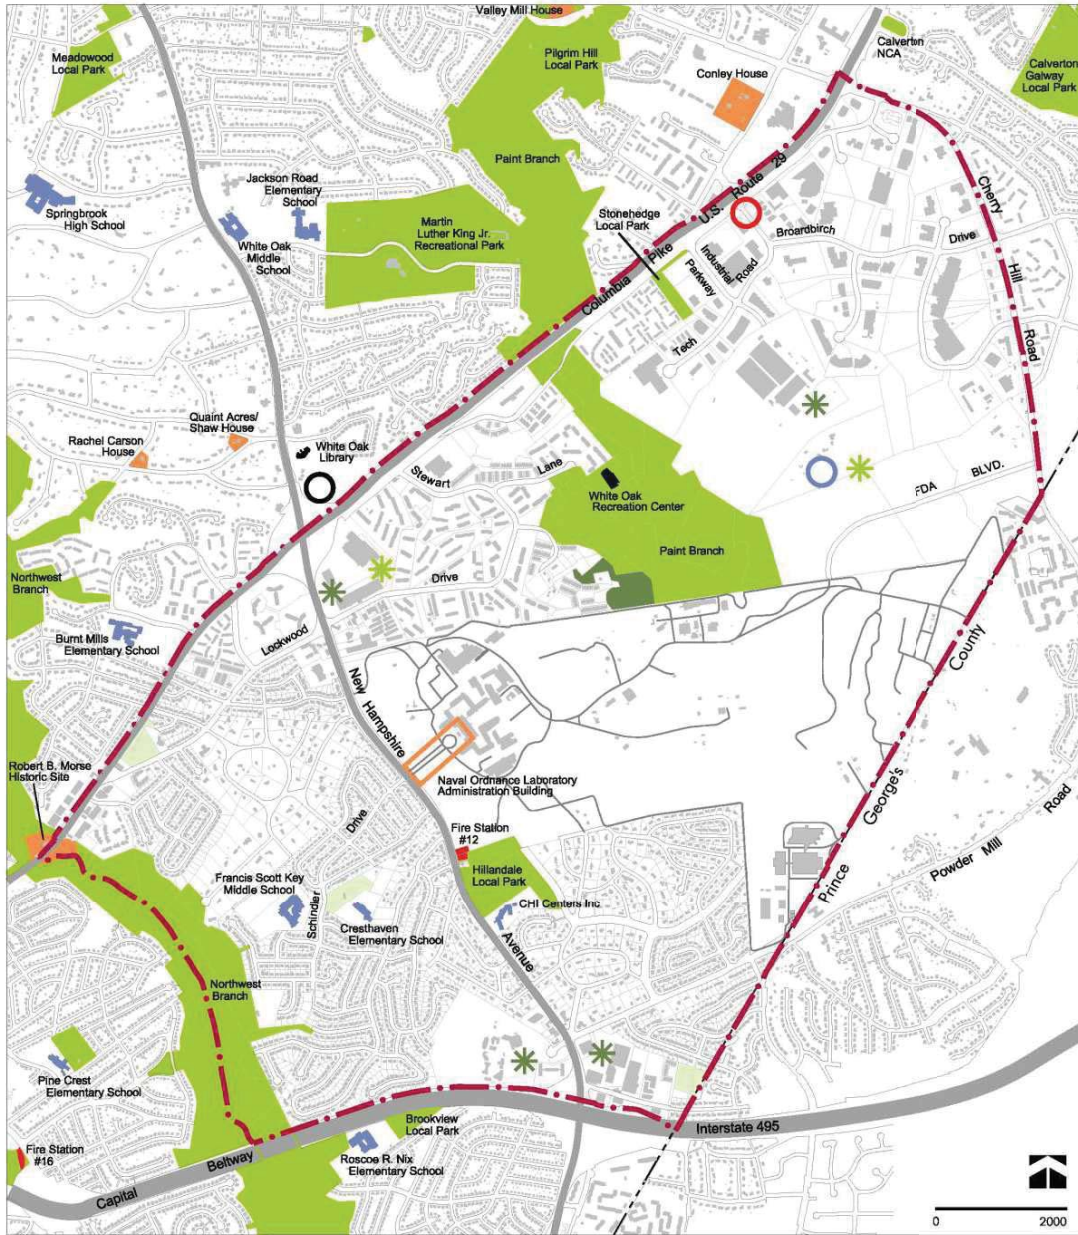 Valley Mill House
Meadowood
Local Park
Pilgrim Hill
Local Park
Calverton
NCA
Calverton
Galway
Local Park
Conley House
Paint Branch
Jackson Road
Elementary
School
Springbrook
High School
White Oak
Middle
School
Martin
Luther King Jr.
Recreational Park
Stonehedge
Local Park
Columbia Pike
U.S. Route 29
Cherry Hill Road
Broardbirch Drive
Industrial
Parkway
Tech Road
Quaint Acres/
Shaw House
Rachel Carson
House
White Oak
Library
Stewart Lane
White Oak
Recreation Center
FDA BLVD.
Paint Branch
Northwest
Branch
Burnt Mills
Elementary School
Lockwood Drive
New Hampshire Avenue
Prince George's County
Robert B. Morse
Historic Site
Naval Ordnance Laboratory
Administration Building
Powder Mill Road
Fire Station
#12
Hillandale
Local Park
CHI Centers Inc
Francis Scott Key
Middle School
Schindler Drive
Cresthaven
Elementary School
Northwest
Branch
Pine Crest
Elementary School
Brookview
Local Park
Interstate 495
Fire Station
#16
Roscoe R. Nix
Elementary School
Capital Beltway
0 2000